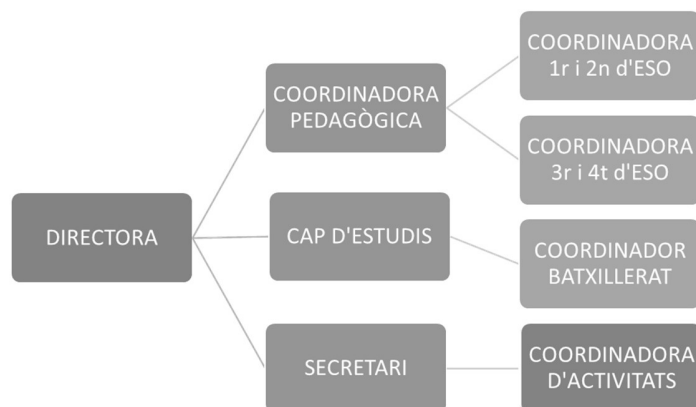 DIRECTORA
COORDINADORA
PEDAGÒGICA
CAP D'ESTUDIS
SECRETARI
COORDINADORA
1r i 2n d'ESO
COORDINADORA
3r i 4t d'ESO
COORDINADOR
BATXILLERAT
COORDINADORA
D'ACTIVITATS